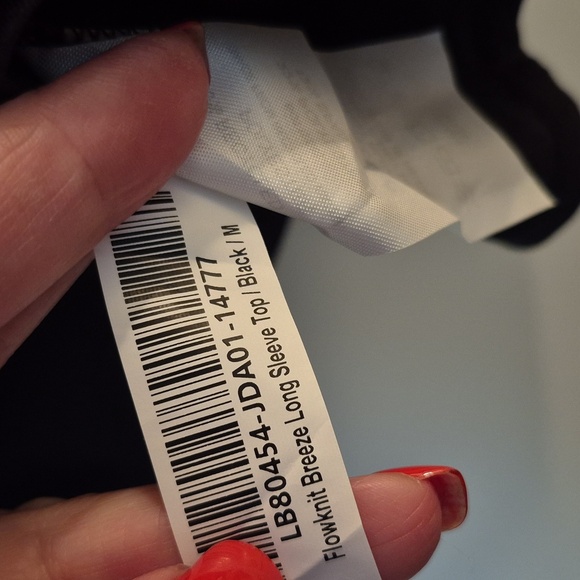 LB80454-JDA01-14777
Flowknit Breeze Long Sleeve Top / Black / M